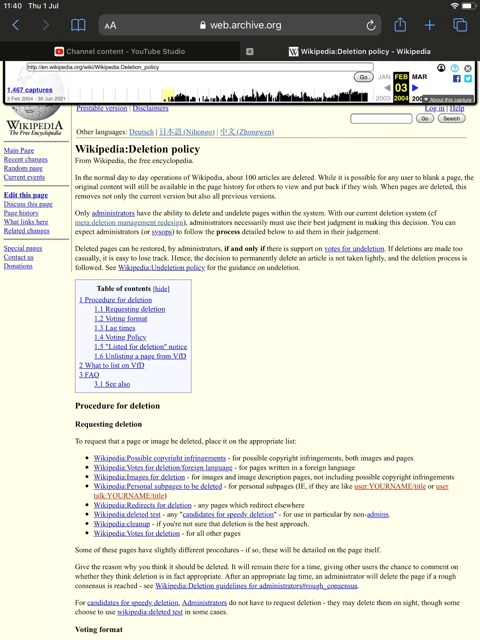 11:40 Thu 1 Jul
AA
web.archive.org
Channel content - YouTube Studio
Wikipedia:Deletion policy - Wikipedia
http://en.wikipedia.org/wiki/Wikipedia:Deletion_policy
Go
JAN FEB MAR
1,467 captures
03
3 Feb 2004 - 30 Jun 2021
2003 2004 2005
About this capture
WIKIPEDIA
The Free Encyclopedia
Main Page
Recent changes
Random page
Current events
Edit this page
Discuss this page
Page history
What links here
Related changes
Special pages
Contact us
Donations
Printable version | Disclaimers
Log in | Help
Go Search
Other languages: Deutsch | 日本語 (Nihongo) | 中文 (Zhongwen)
Wikipedia:Deletion policy
From Wikipedia, the free encyclopedia.
In the normal day to day operations of Wikipedia, about 100 articles are deleted. While it is possible for any user to blank a page, the
original content will still be available in the page history for others to view and put back if they wish. When pages are deleted, this
removes not only the current version but also all previous versions.
Only administrators have the ability to delete and undelete pages within the system. With our current deletion system (cf
meta:deletion management redesign), administrators necessarily must use their best judgment in making this decision. You can
expect administrators (or sysops) to follow the process detailed below to aid them in their judgement.
Deleted pages can be restored, by administrators, if and only if there is support on votes for undeletion. If deletions are made too
casually, it is easy to lose track. Hence, the decision to permanently delete an article is not taken lightly, and the deletion process is
followed. See Wikipedia:Undeletion policy for the guidance on undeletion.
Table of contents [hide]
1 Procedure for deletion
1.1 Requesting deletion
1.2 Voting format
1.3 Lag times
1.4 Voting Policy
1.5 "Listed for deletion" notice
1.6 Unlisting a page from VfD
2 What to list on VfD
3 FAQ
3.1 See also
Procedure for deletion
Requesting deletion
To request that a page or image be deleted, place it on the appropriate list:
Wikipedia:Possible copyright infringements - for possible copyright infringements, both images and pages.
Wikipedia:Votes for deletion/foreign language - for pages written in a foreign language
Wikipedia:Images for deletion - for images and image description pages, not including possible copyright infringements
Wikipedia:Personal subpages to be deleted - for personal subpages (IE, if they are like user:YOURNAME/title or user
talk:YOURNAME/title)
Wikipedia:Redirects for deletion - any pages which redirect elsewhere
Wikipedia:deleted test - any "candidates for speedy deletion" - for use in particular by non-admins.
Wikipedia:cleanup - if you're not sure that deletion is the best approach.
Wikipedia:Votes for deletion - for all other pages
Some of these pages have slightly different procedures - if so, these will be detailed on the page itself.
Give the reason why you think it should be deleted. It will remain there for a time, giving other users the chance to comment on
whether they think deletion is in fact appropriate. After an appropriate lag time, an administrator will delete the page if a rough
consensus is reached - see Wikipedia:Deletion guidelines for administrators#rough_consensus.
For candidates for speedy deletion, Administrators do not have to request deletion - they may delete them on sight, though some
choose to use wikipedia:deleted test in some cases.
Voting format